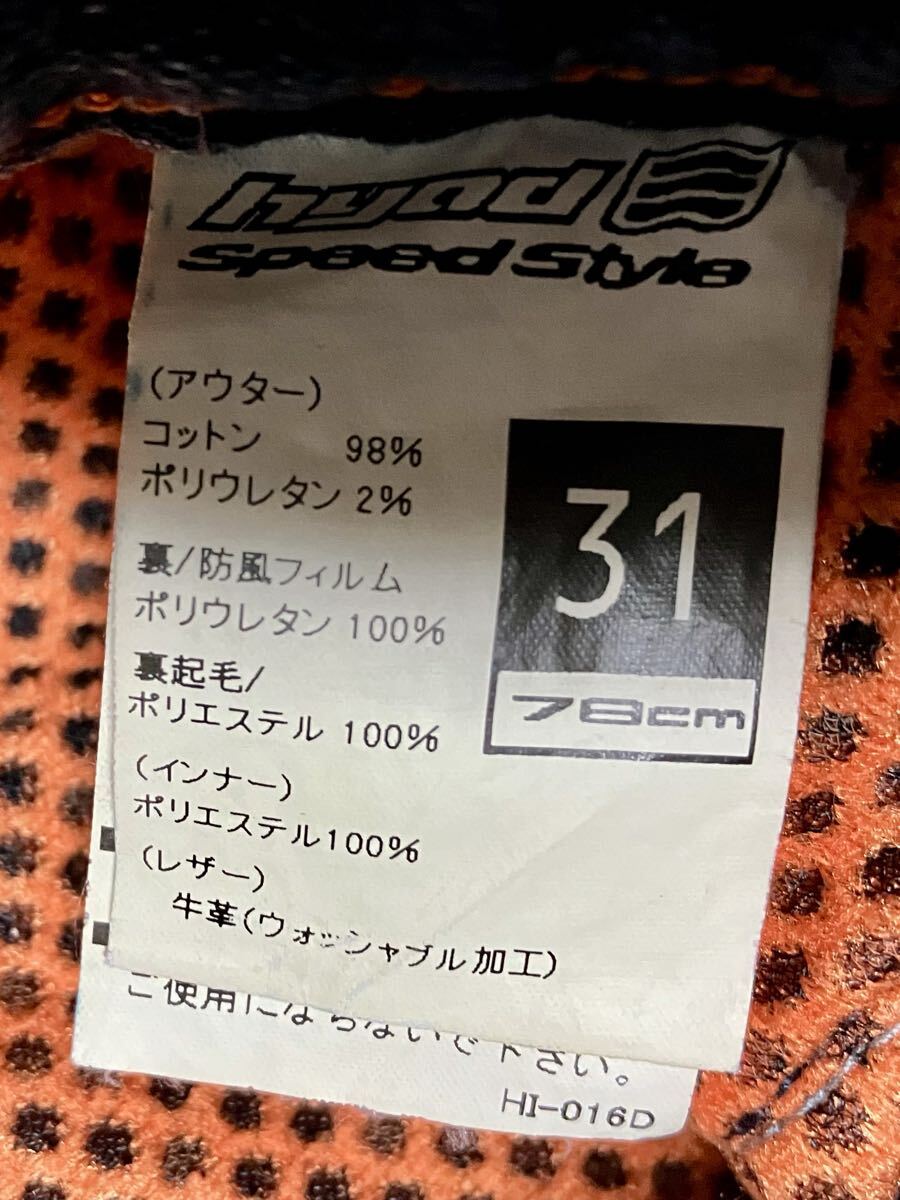 hynd
Speed Style
(アウター)
コットン 98%
ポリウレタン 2%
裏/防風フィルム
ポリウレタン 100%
裏起毛/
ポリエステル 100%
(インナー)
ポリエステル100%
(レザー)
牛革(ウォッシャブル加工)
31
78cm
ご使用にならないで下さい。
HI-016D